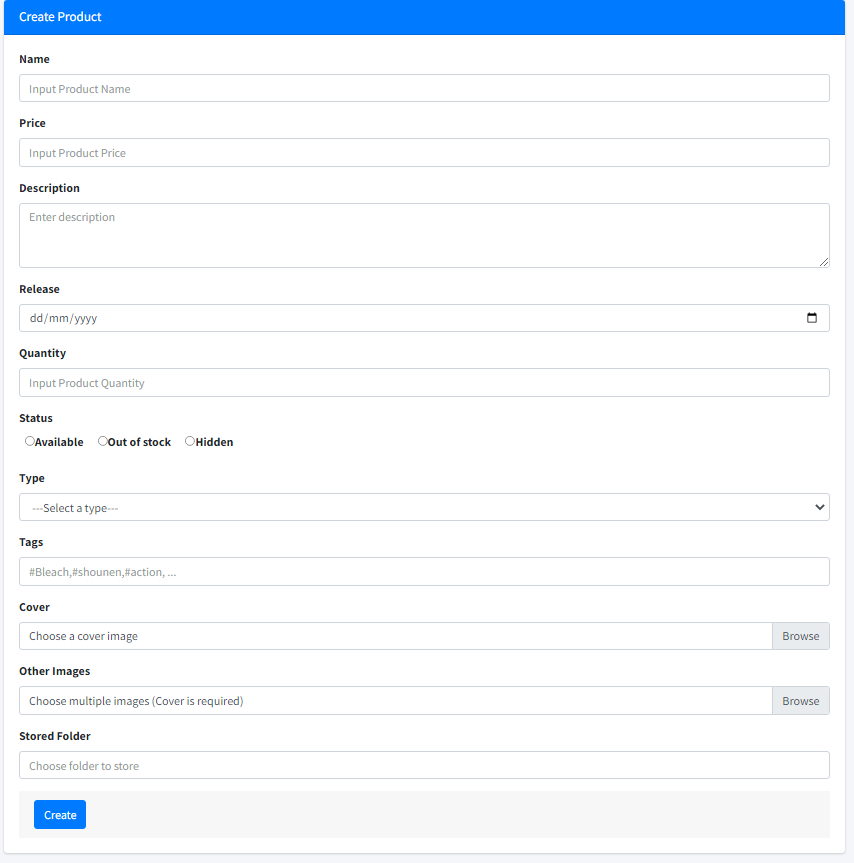 Create Product
Name
Input Product Name
Price
Input Product Price
Description
Enter description
Release
dd/mm/yyyy
Quantity
Input Product Quantity
Status
Available Out of stock Hidden
Type
---Select a type---
Tags
#Bleach,#shounen,#action, ...
Cover
Choose a cover image Browse
Other Images
Choose multiple images (Cover is required) Browse
Stored Folder
Choose folder to store
Create